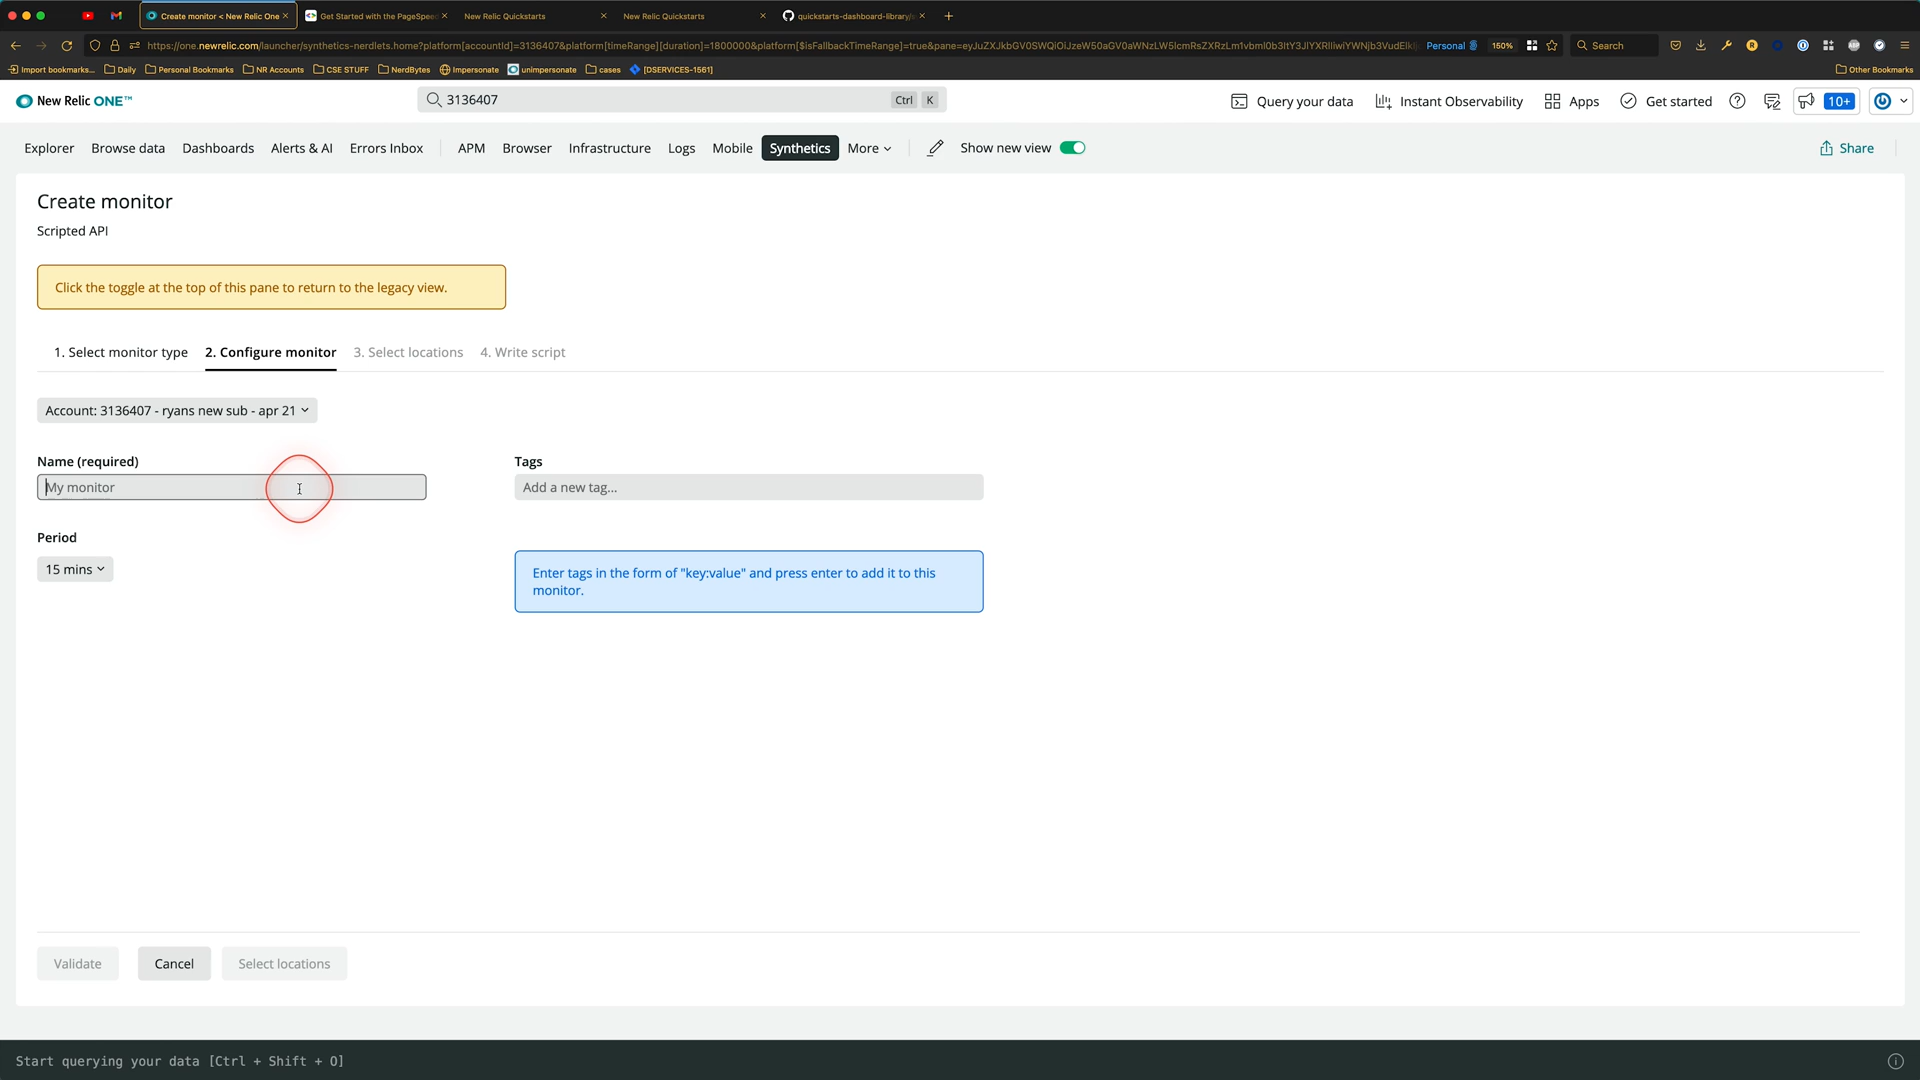 Create monitor < New Relic One
Get Started with the PageSpeed
New Relic Quickstarts
New Relic Quickstarts
quickstarts-dashboard-library/
Personal
150%
Search
Import bookmarks...
Daily
Personal Bookmarks
NR Accounts
CSE STUFF
NerdBytes
Impersonate
unimpersonate
cases
[DSERVICES-1561]
Other Bookmarks
New Relic ONE™
3136407
Ctrl K
Query your data
Instant Observability
Apps
Get started
10+
Explorer
Browse data
Dashboards
Alerts & AI
Errors Inbox
APM
Browser
Infrastructure
Logs
Mobile
Synthetics
More
Show new view
Share
Create monitor
Scripted API
Click the toggle at the top of this pane to return to the legacy view.
1. Select monitor type
2. Configure monitor
3. Select locations
4. Write script
Account: 3136407 - ryans new sub - apr 21
Name (required)
My monitor
Tags
Add a new tag...
Period
15 mins
Enter tags in the form of "key:value" and press enter to add it to this
monitor.
Validate
Cancel
Select locations
Start querying your data [Ctrl + Shift + O]